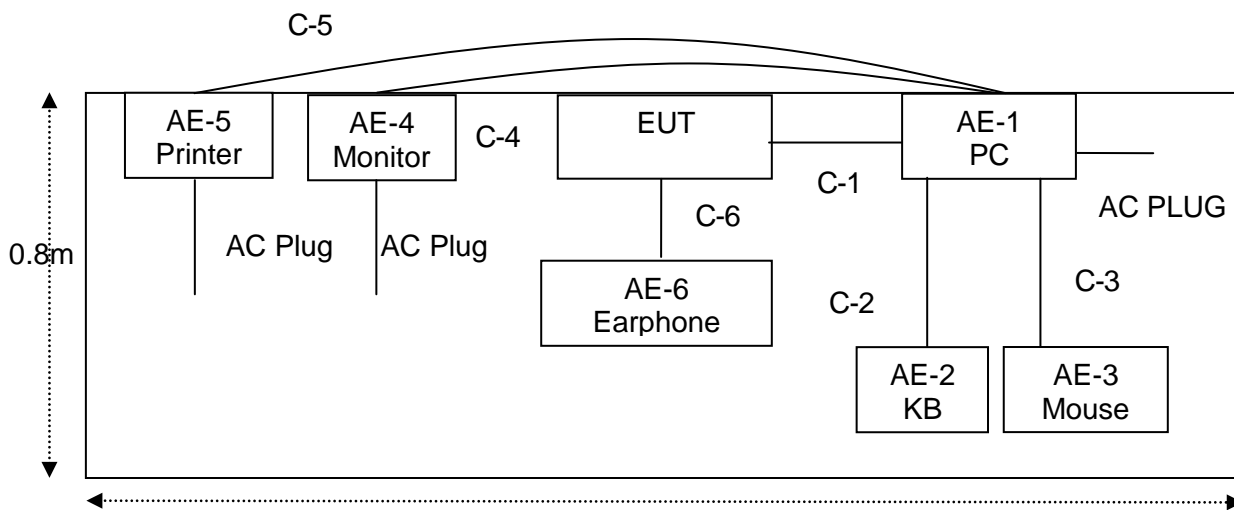 C-5
AE-5
Printer
AE-4
Monitor
C-4
EUT
AE-1
PC
C-1
AC PLUG
C-6
AC Plug
AC Plug
0.8m
AE-6
Earphone
C-2
C-3
AE-2
KB
AE-3
Mouse